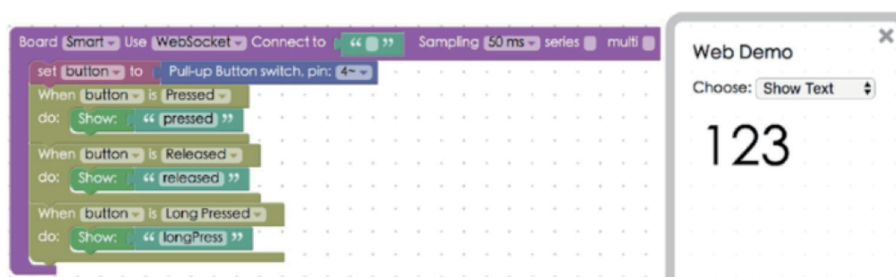 Board Smart Use WebSocket Connect to “ ” Sampling 50 ms series multi
set button to Pull-up Button switch, pin: 4~
When button is Pressed
do: Show: “ pressed ”
When button is Released
do: Show: “ released ”
When button is Long Pressed
do: Show: “ longPress ”
Web Demo
Choose: Show Text
123